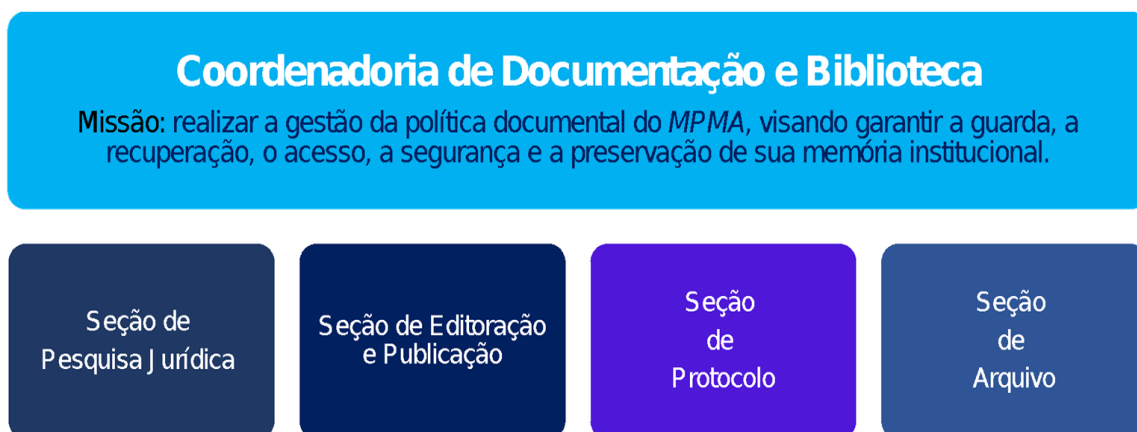 Coordenadoria de Documentação e Biblioteca
Missão: realizar a gestão da política documental do MPMA, visando garantir a guarda, a
recuperação, o acesso, a segurança e a preservação de sua memória institucional.
Seção de
Pesquisa Jurídica
Seção de Editoração
e Publicação
Seção
de
Protocolo
Seção
de
Arquivo